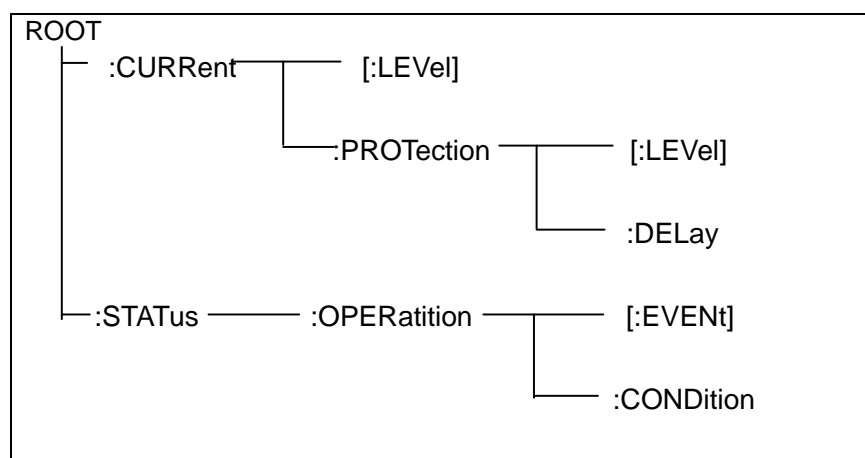 ROOT
:CURRent [:LEVel]
:PROTection [:LEVel]
:DELay
:STATus :OPERatition [:EVENt]
:CONDition